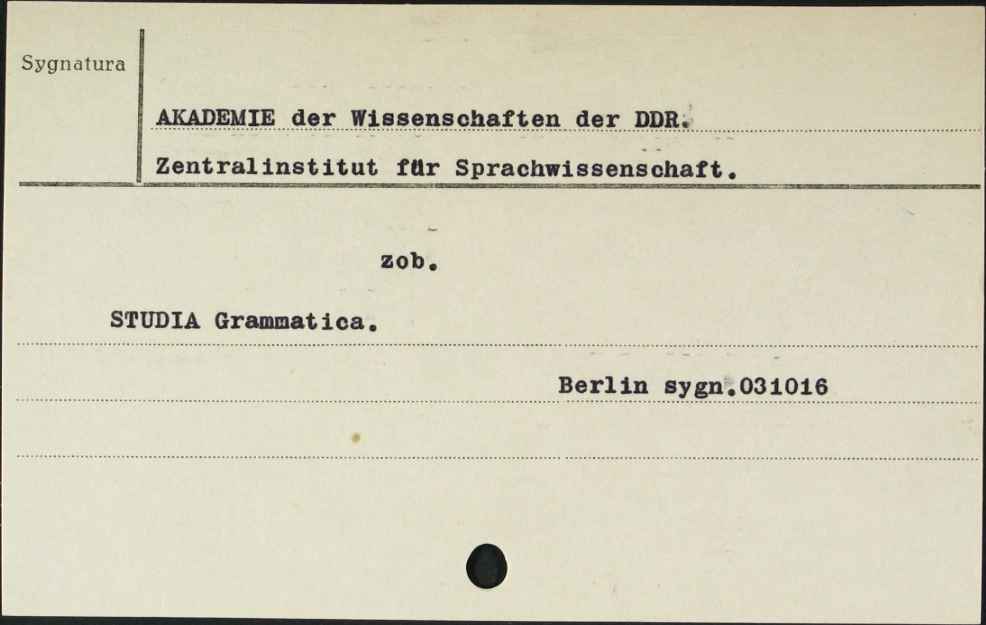 Sygnatura
AKADEMIE der Wissenschaften der DDR.
Zentralinstitut für Sprachwissenschaft.
zob.
STUDIA Grammatica.
Berlin sygn.031016